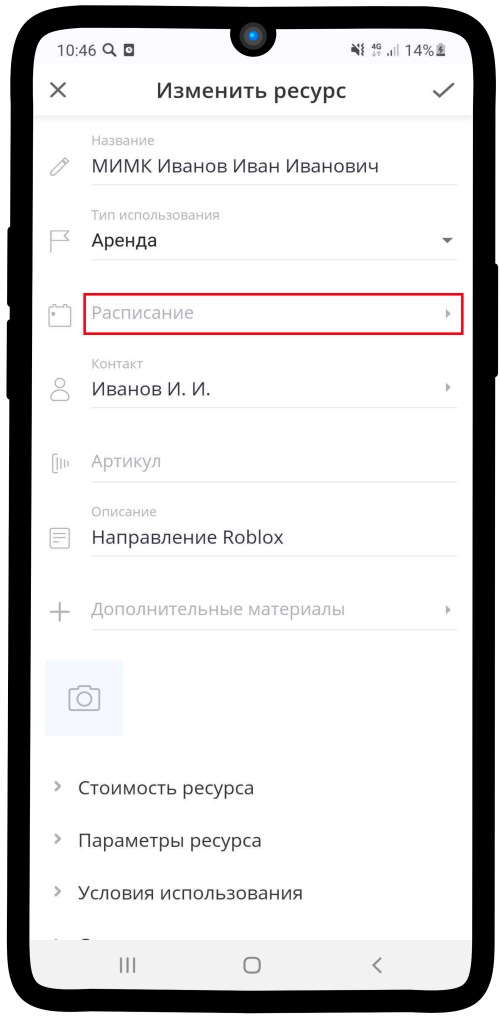 10:46 4G 14%
Изменить ресурс
Название
МИМК Иванов Иван Иванович
Тип использования
Аренда
Расписание
Контакт
Иванов И. И.
Артикул
Описание
Направление Roblox
Дополнительные материалы
Стоимость ресурса
Параметры ресурса
Условия использования